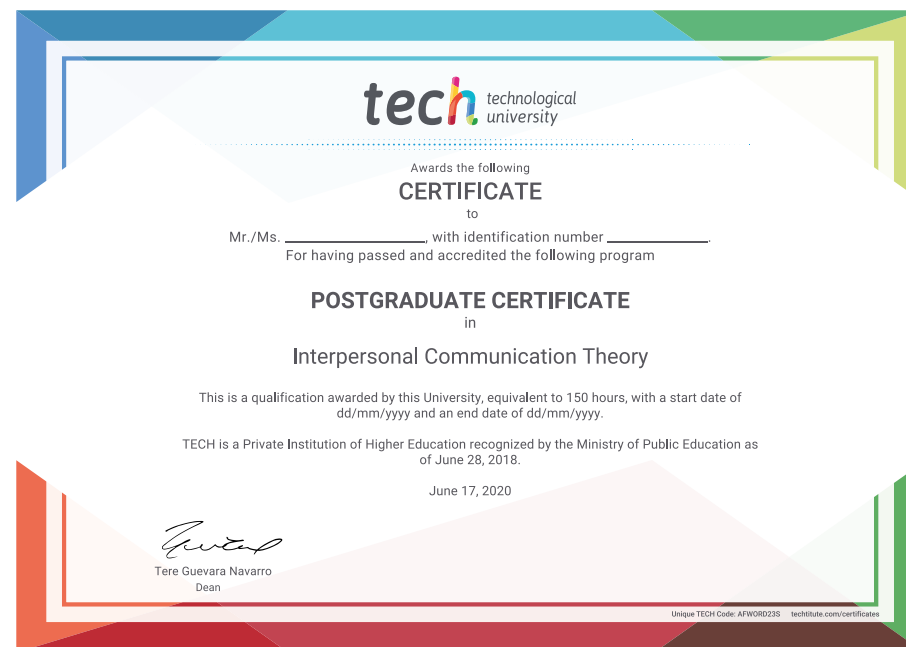 tech technological
university
Awards the following
CERTIFICATE
to
Mr./Ms. ____________, with identification number ____________.
For having passed and accredited the following program
POSTGRADUATE CERTIFICATE
in
Interpersonal Communication Theory
This is a qualification awarded by this University, equivalent to 150 hours, with a start date of
dd/mm/yyyy and an end date of dd/mm/yyyy.
TECH is a Private Institution of Higher Education recognized by the Ministry of Public Education as
of June 28, 2018.
June 17, 2020
Tere Guevara Navarro
Dean
Unique TECH Code: AFWORD23S techtitute.com/certificates